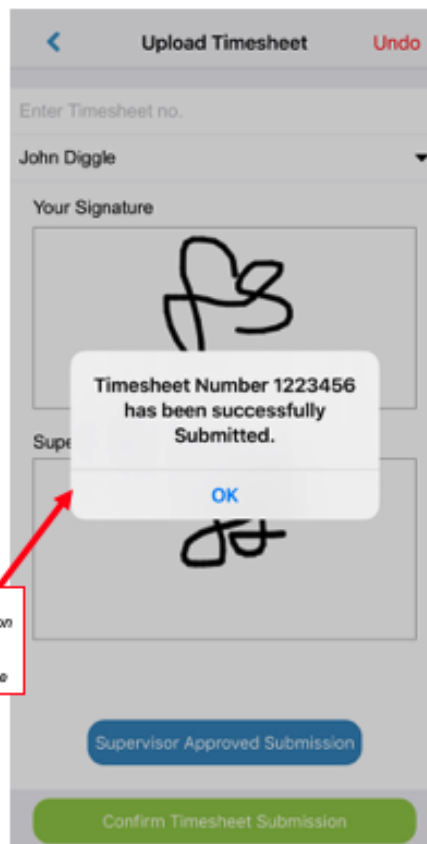 Upload Timesheet Undo
Enter Timesheet no.
John Diggle
Your Signature
Timesheet Number 1223456
has been successfully
Submitted.
Supe
OK
on
e
Supervisor Approved Submission
Confirm Timesheet Submission